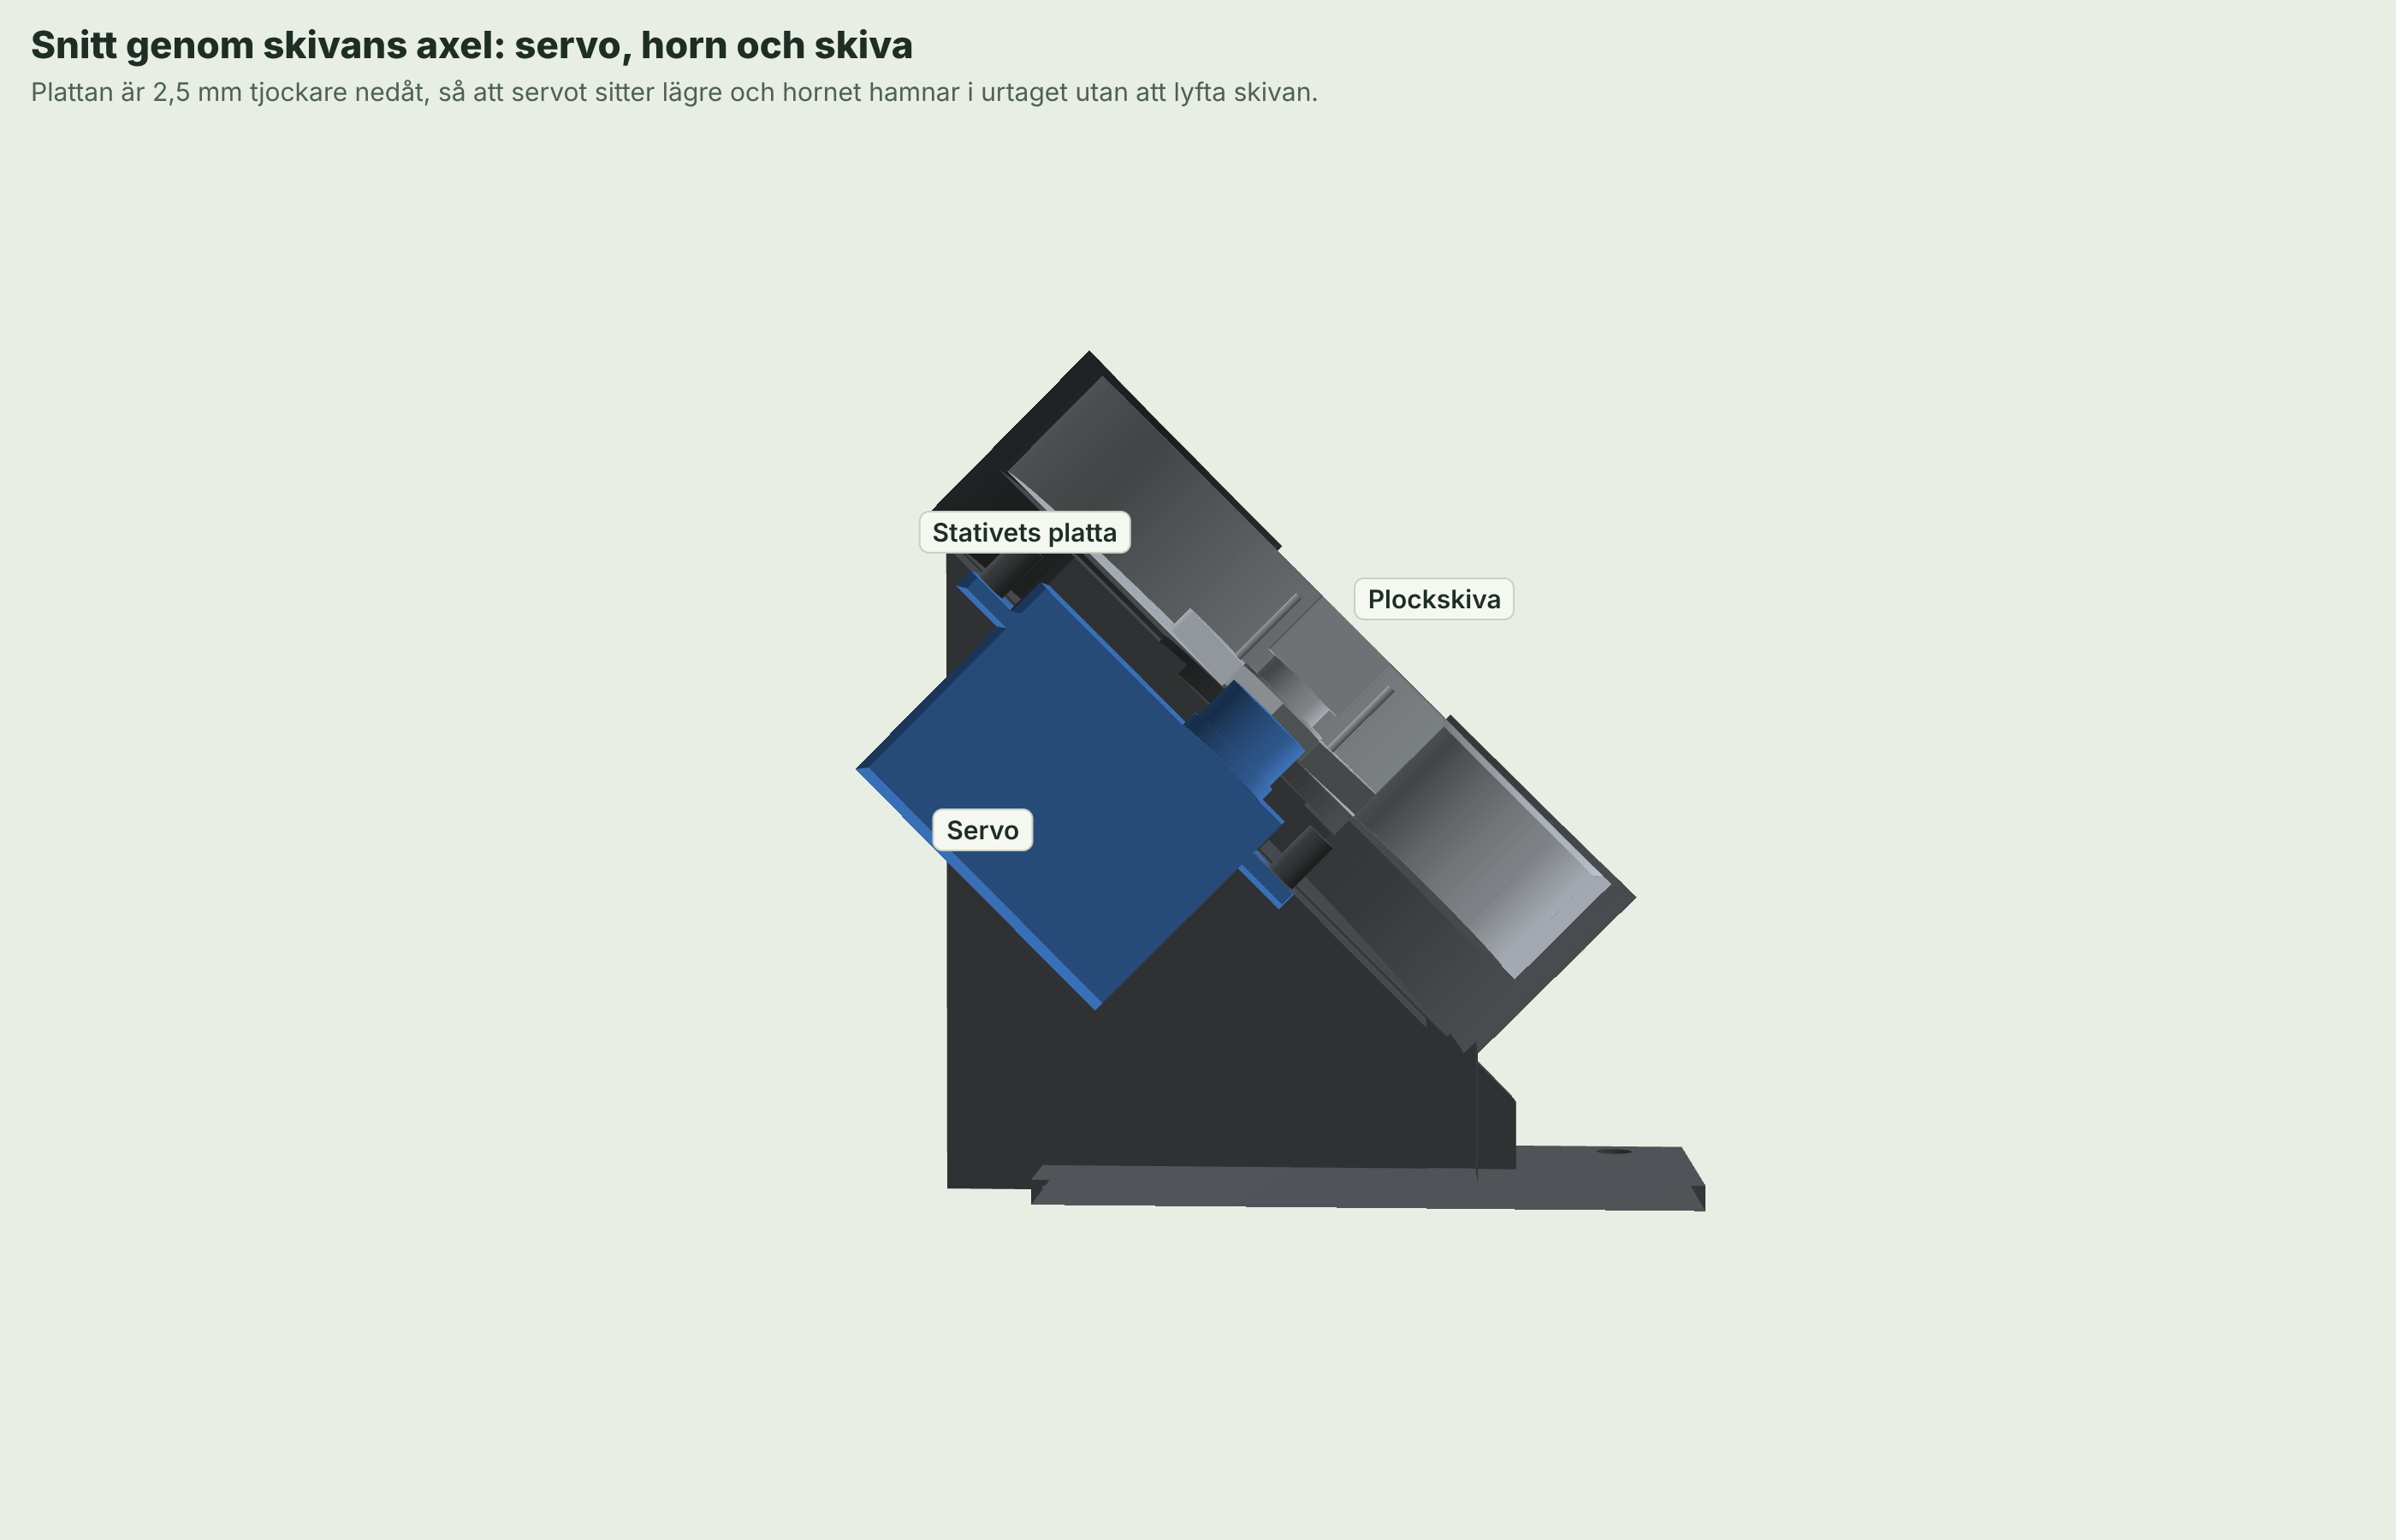 Snitt genom skivans axel: servo, horn och skiva
Plattan är 2,5 mm tjockare nedåt, så att servot sitter lägre och hornet hamnar i urtaget utan att lyfta skivan.
Stativets platta
Plockskiva
Servo